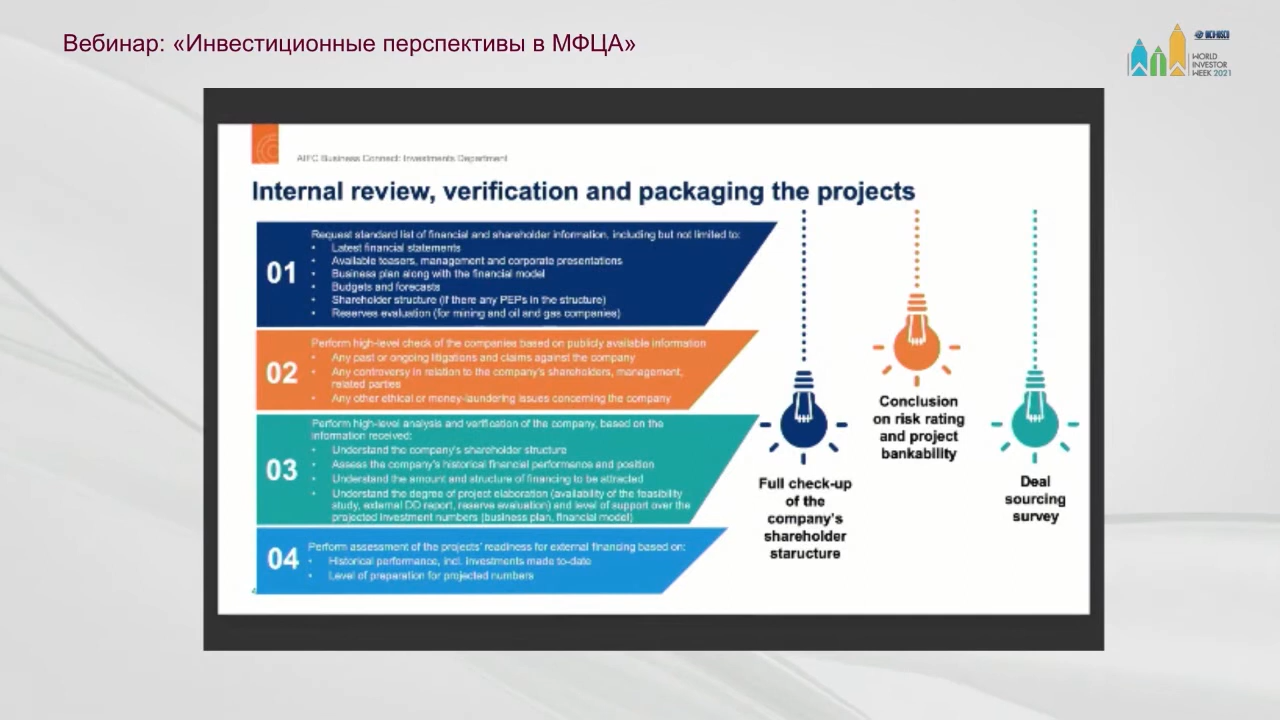 Вебинар: «Инвестиционные перспективы в МФЦА»
WORLD
INVESTOR
WEEK 2021
AIFC Business Connect: Investments Department
Internal review, verification and packaging the projects
01
Request standard list of financial and shareholder information, including but not limited to:
• Latest financial statements
• Available teasers, management and corporate presentations
• Business plan along with the financial model
• Budgets and forecasts
• Shareholder structure (if there any PEPs in the structure)
• Reserves evaluation (for mining and oil and gas companies)
02
Perform high-level check of the companies based on publicly available information
• Any past or ongoing litigations and claims against the company
• Any controversy in relation to the company's shareholders, management,
related parties
• Any other ethical or money-laundering issues concerning the company
03
Perform high-level analysis and verification of the company, based on the
information received:
• Understand the company's shareholder structure
• Assess the company's historical financial performance and position
• Understand the amount and structure of financing to be attracted
• Understand the degree of project elaboration (availability of the feasibility
study, external DD report, reserve evaluation) and level of support over the
projected investment numbers (business plan, financial model)
04
Perform assessment of the projects' readiness for external financing based on:
• Historical performance, incl. investments made to-date
• Level of preparation for projected numbers
Full check-up
of the
company's
shareholder
staructure
Conclusion
on risk rating
and project
bankability
Deal
sourcing
survey